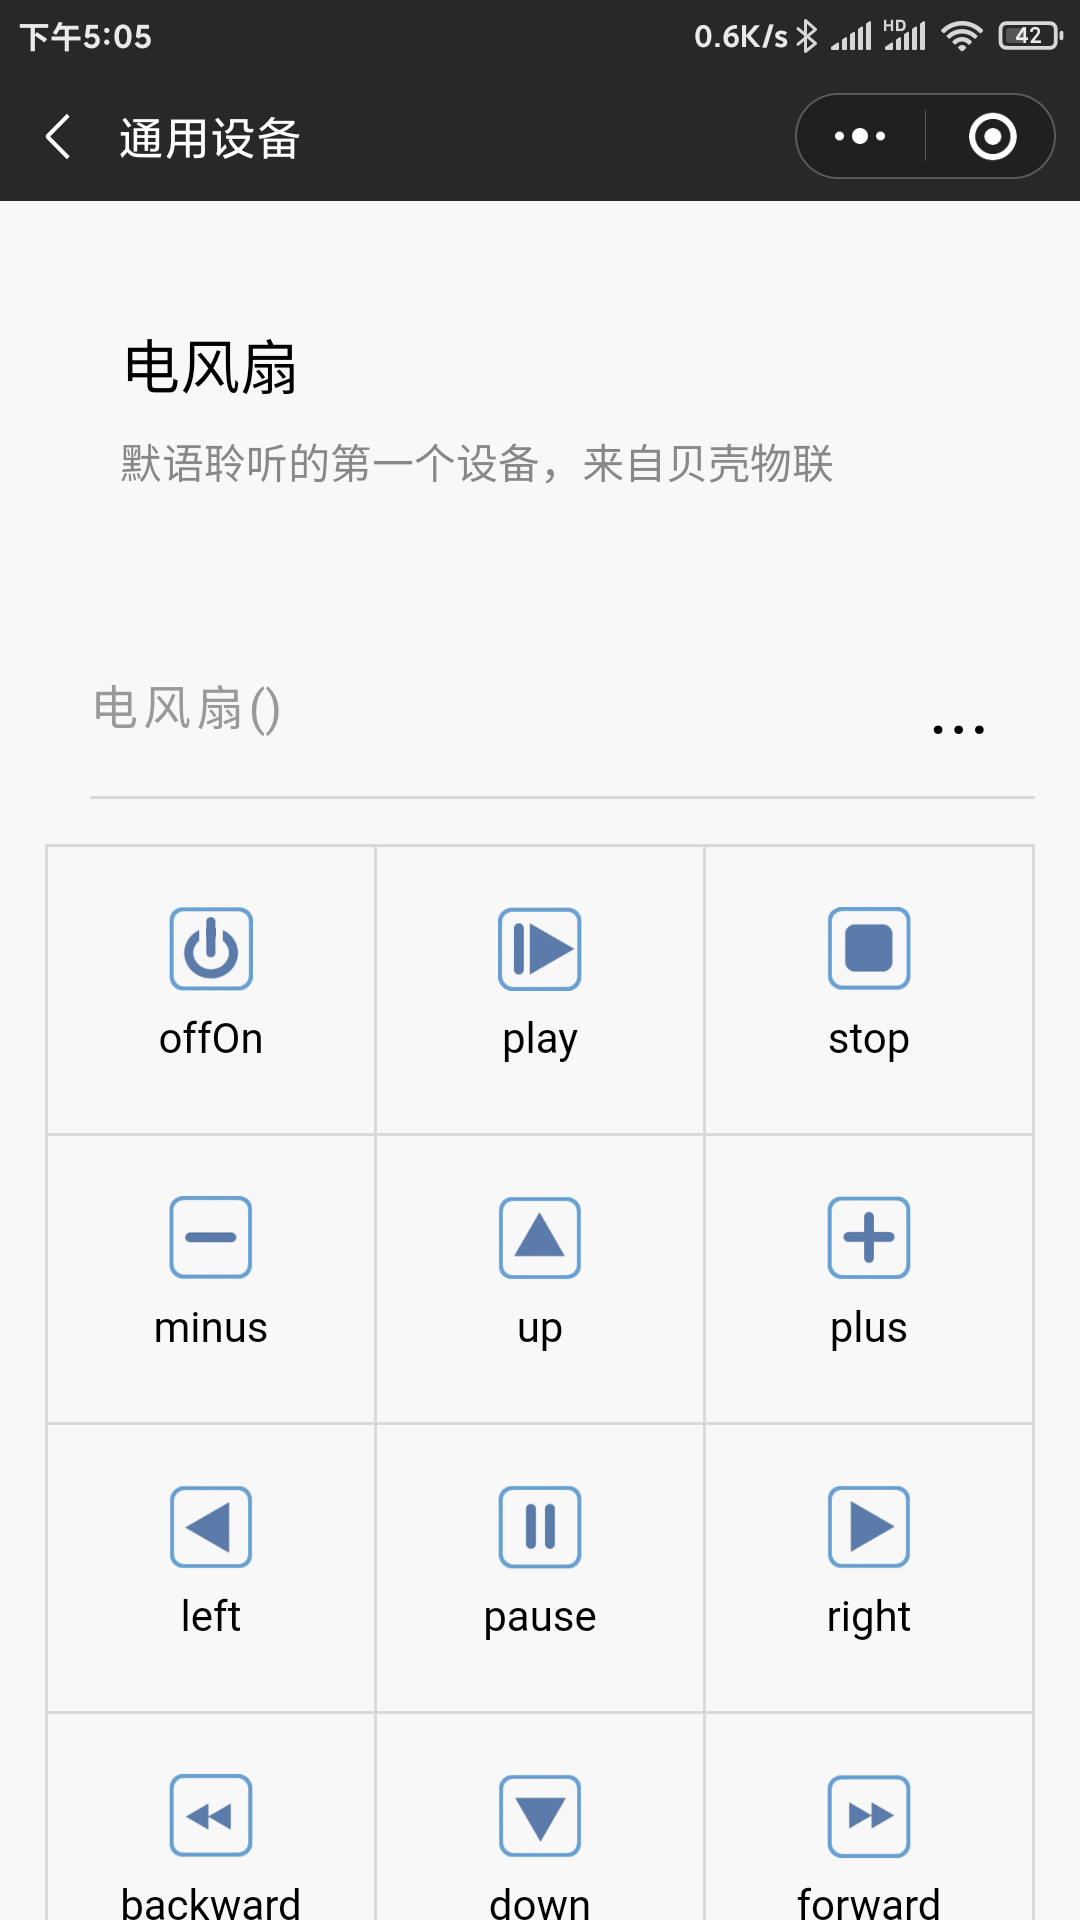 下午5:05
0.6K/s
HD
42
通用设备
电风扇
默语聆听的第一个设备，来自贝壳物联
电风扇()
offOn
play
stop
minus
up
plus
left
pause
right
backward
down
forward